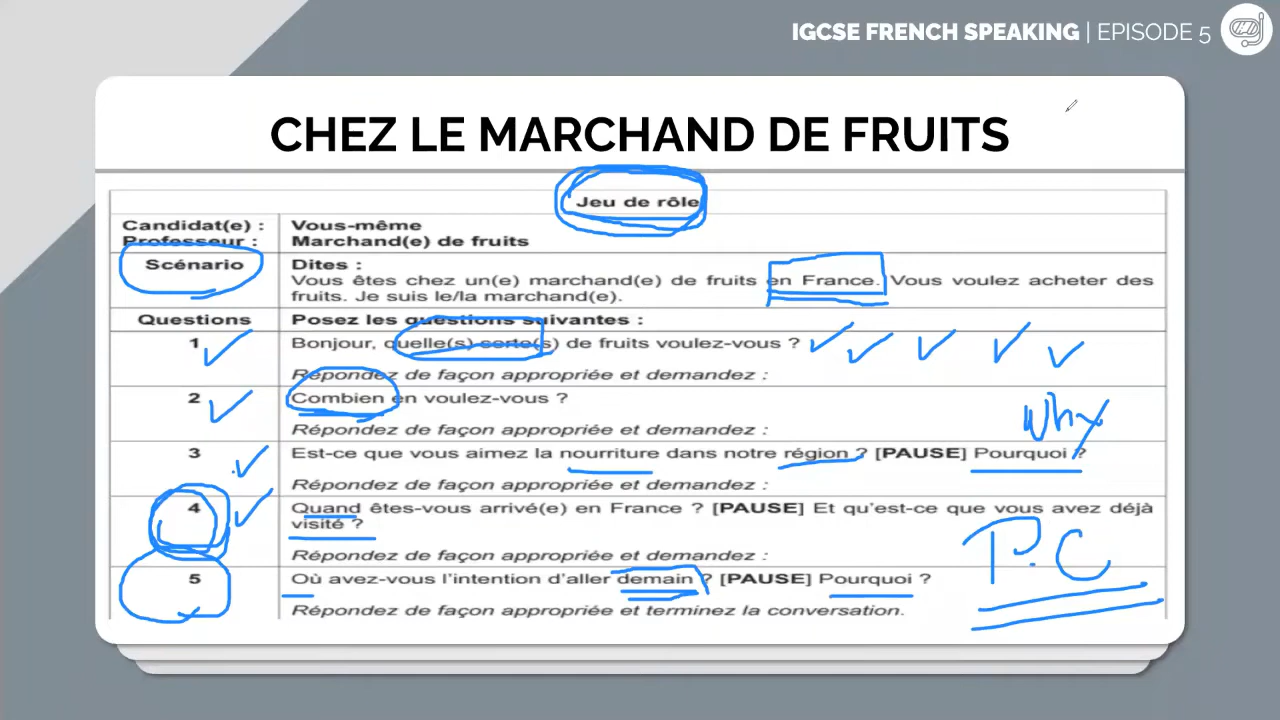 IGCSE FRENCH SPEAKING | EPISODE 5
CHEZ LE MARCHAND DE FRUITS
Jeu de rôle
Candidat(e) : Vous-même
Professeur : Marchand(e) de fruits
Scénario Dites :
Vous êtes chez un(e) marchand(e) de fruits en France. Vous voulez acheter des
fruits. Je suis le/la marchand(e).
Questions Posez les questions suivantes :
1 Bonjour, quelle(s) sorte(s) de fruits voulez-vous ?
Répondez de façon appropriée et demandez :
2 Combien en voulez-vous ?
Répondez de façon appropriée et demandez :
Why
3 Est-ce que vous aimez la nourriture dans notre région ? [PAUSE] Pourquoi ?
Répondez de façon appropriée et demandez :
4 Quand êtes-vous arrivé(e) en France ? [PAUSE] Et qu'est-ce que vous avez déjà
visité ?
Répondez de façon appropriée et demandez :
P.C
5 Où avez-vous l'intention d'aller demain ? [PAUSE] Pourquoi ?
Répondez de façon appropriée et terminez la conversation.